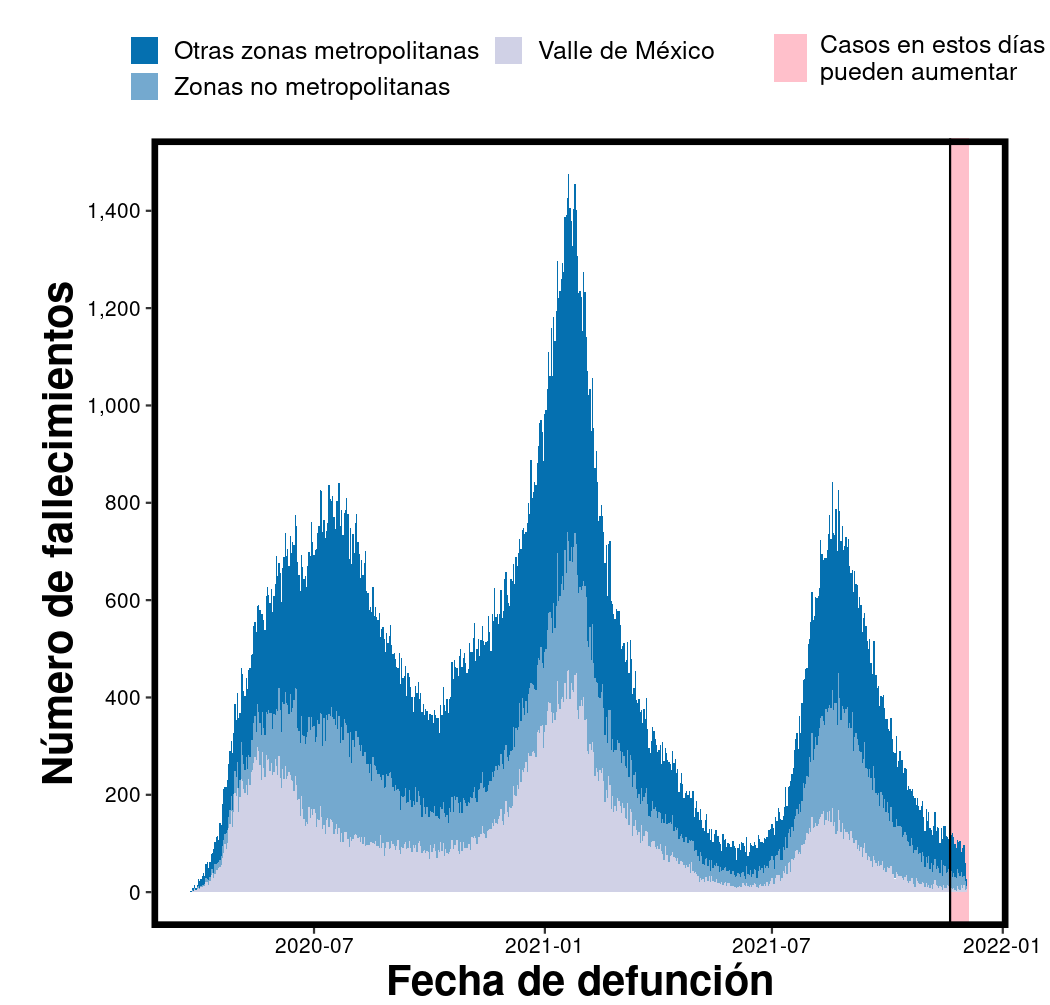 Otras zonas metropolitanas
Valle de México
Zonas no metropolitanas
Casos en estos días
pueden aumentar
Número de fallecimientos
1,400
1,200
1,000
800
600
400
200
0
2020-07
2021-01
2021-07
2022-01
Fecha de defunción